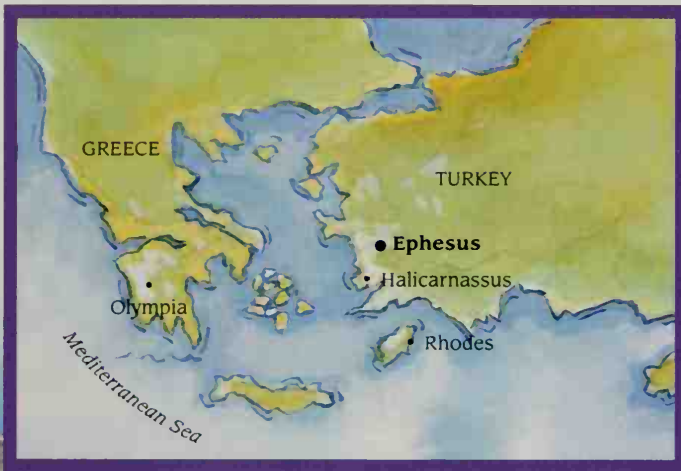 GREECE
TURKEY
Ephesus
Halicarnassus
Olympia
Rhodes
Mediterranean Sea